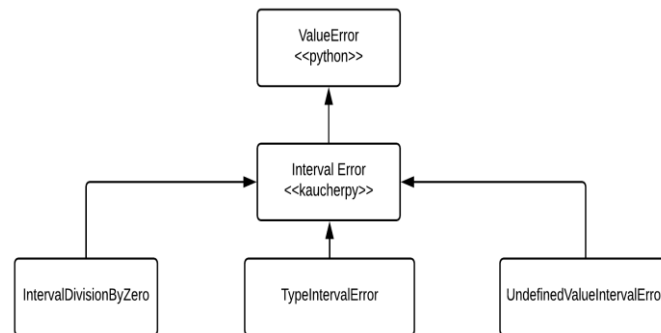 ValueError
<<python>>
Interval Error
<<kaucherpy>>
IntervalDivisionByZero
TypeIntervalError
UndefinedValueIntervalErro